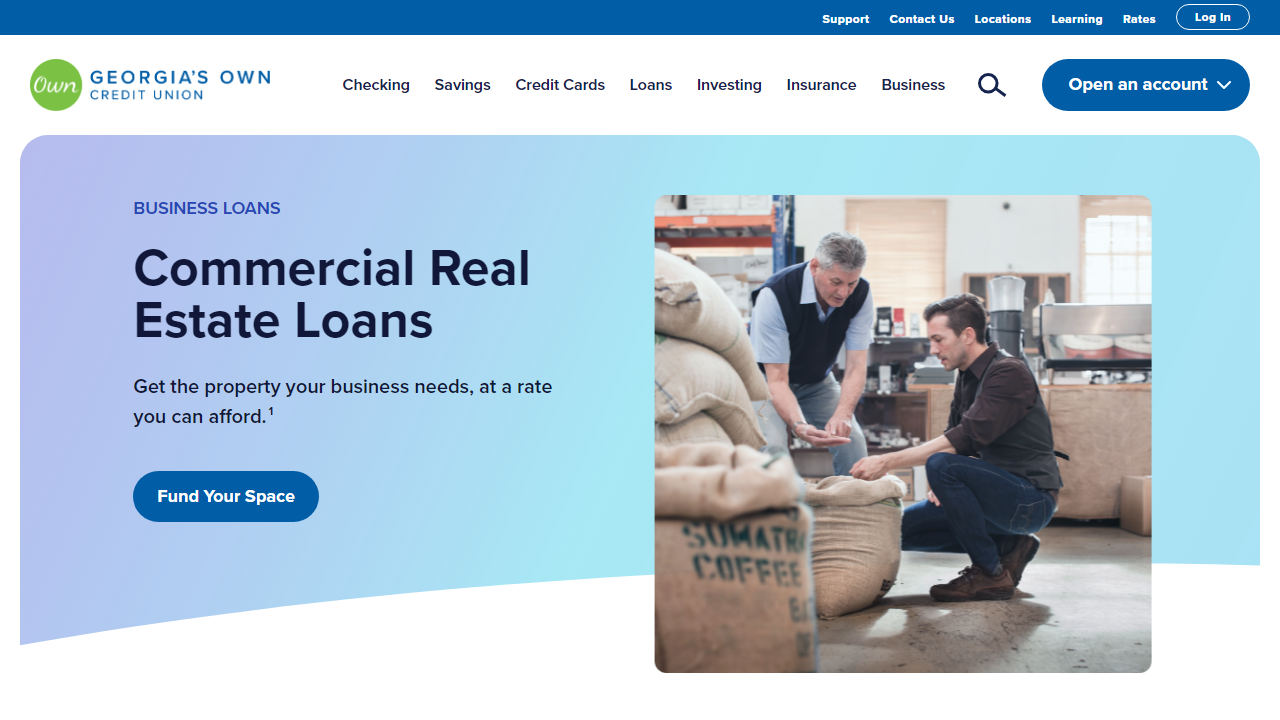 Support Contact Us Locations Learning Rates Log In
Own GEORGIA'S OWN
CREDIT UNION
Checking Savings Credit Cards Loans Investing Insurance Business Open an account
BUSINESS LOANS
Commercial Real
Estate Loans
Get the property your business needs, at a rate
you can afford.¹
Fund Your Space
SUMATRA
COFFEE